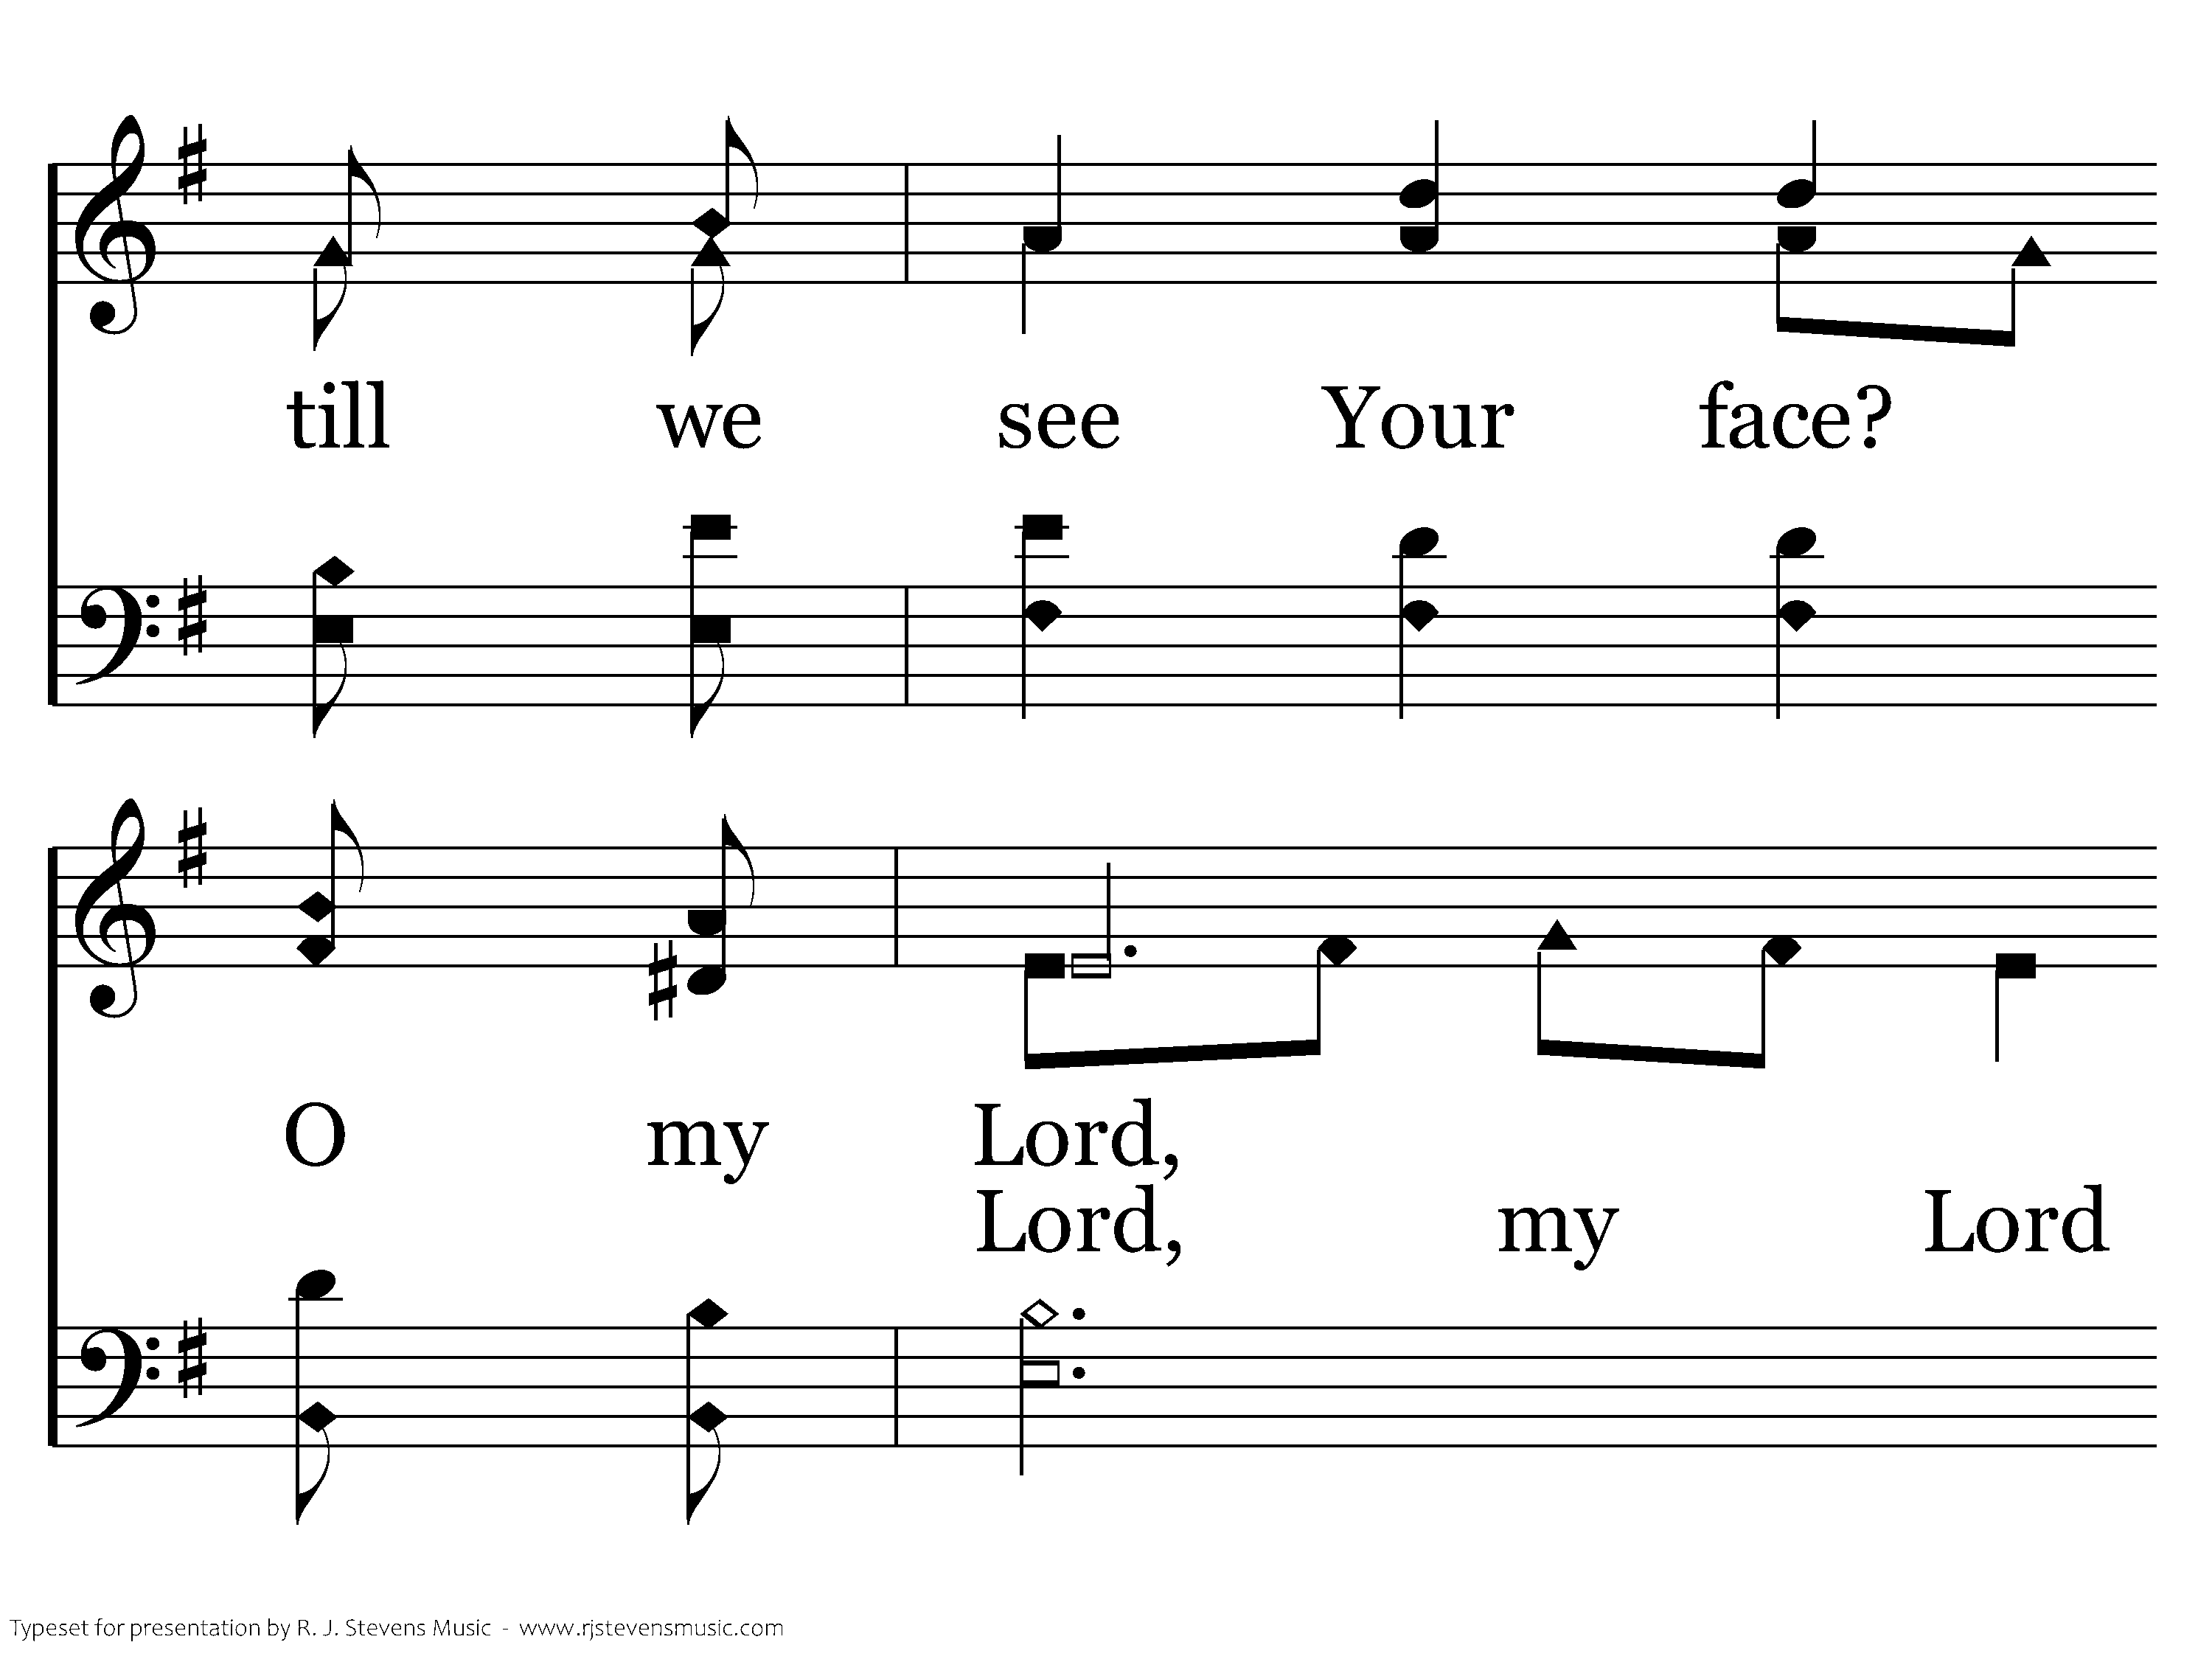 till we see Your face?
O my Lord,
Lord, my Lord
Typeset for presentation by R. J. Stevens Music - www.rjstevensmusic.com